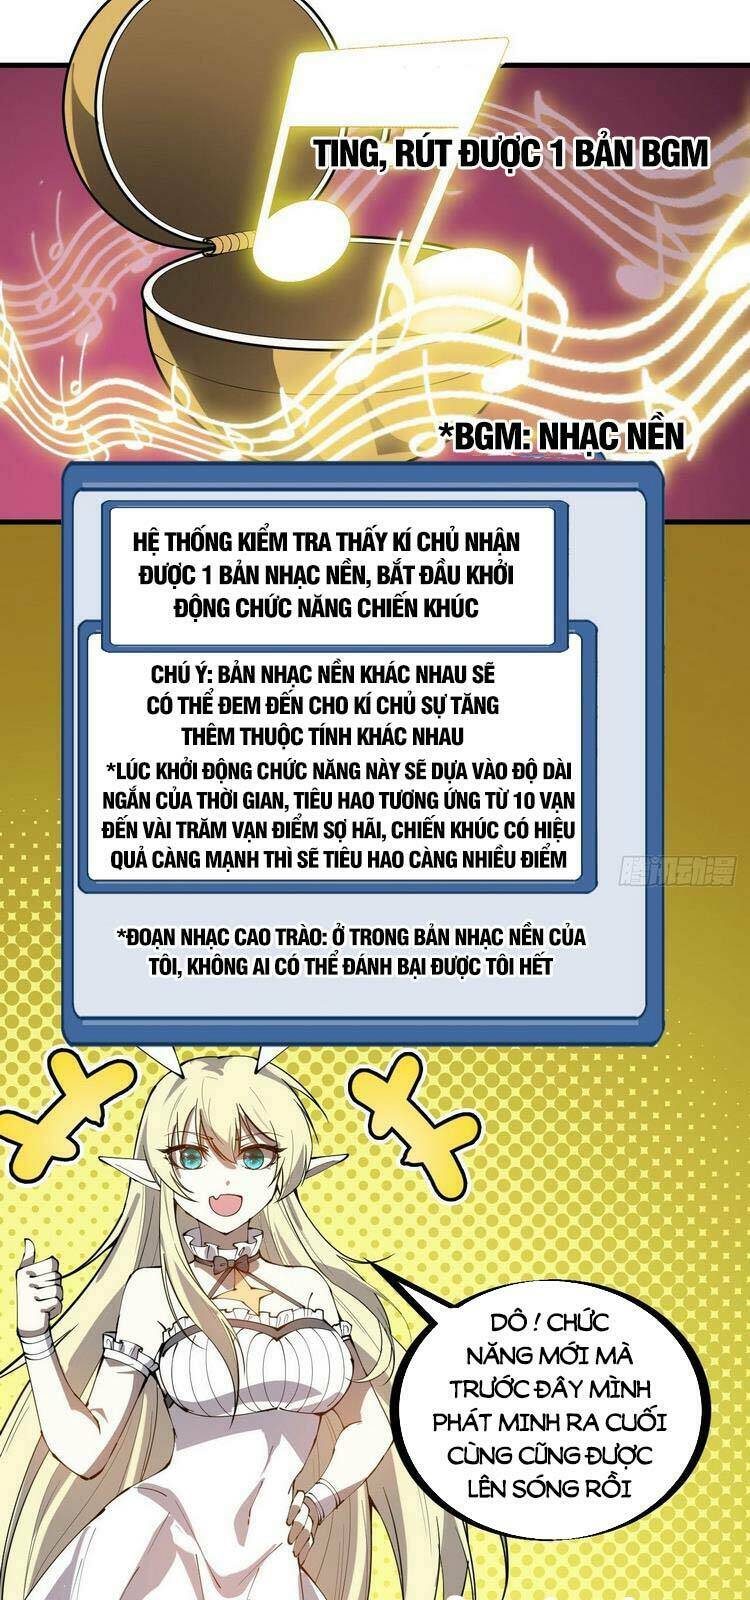 TING, RÚT ĐƯỢC 1 BẢN BGM
*BGM: NHẠC NỀN
HỆ THỐNG KIỂM TRA THẤY KÍ CHỦ NHẬN
ĐƯỢC 1 BẢN NHẠC NỀN, BẮT ĐẦU KHỞI
ĐỘNG CHỨC NĂNG CHIẾN KHÚC
CHÚ Ý: BẢN NHẠC NỀN KHÁC NHAU SẼ
CÓ THỂ ĐEM ĐẾN CHO KÍ CHỦ SỰ TĂNG
THÊM THUỘC TÍNH KHÁC NHAU
*LÚC KHỞI ĐỘNG CHỨC NĂNG NÀY SẼ DỰA VÀO ĐỘ DÀI
NGẮN CỦA THỜI GIAN, TIÊU HAO TƯƠNG ỨNG TỪ 10 VẠN
ĐẾN VÀI TRĂM VẠN ĐIỂM SỢ HÃI, CHIẾN KHÚC CÓ HIỆU
QUẢ CÀNG MẠNH THÌ SẼ TIÊU HAO CÀNG NHIỀU ĐIỂM
腾讯动漫
*ĐOẠN NHẠC CAO TRÀO: Ở TRONG BẢN NHẠC NỀN CỦA
TÔI, KHÔNG AI CÓ THỂ ĐÁNH BẠI ĐƯỢC TÔI HẾT
DÔ! CHỨC
NĂNG MỚI MÀ
TRƯỚC ĐÂY MÌNH
PHÁT MINH RA CUỐI
CÙNG CŨNG ĐƯỢC
LÊN SÓNG RỒI